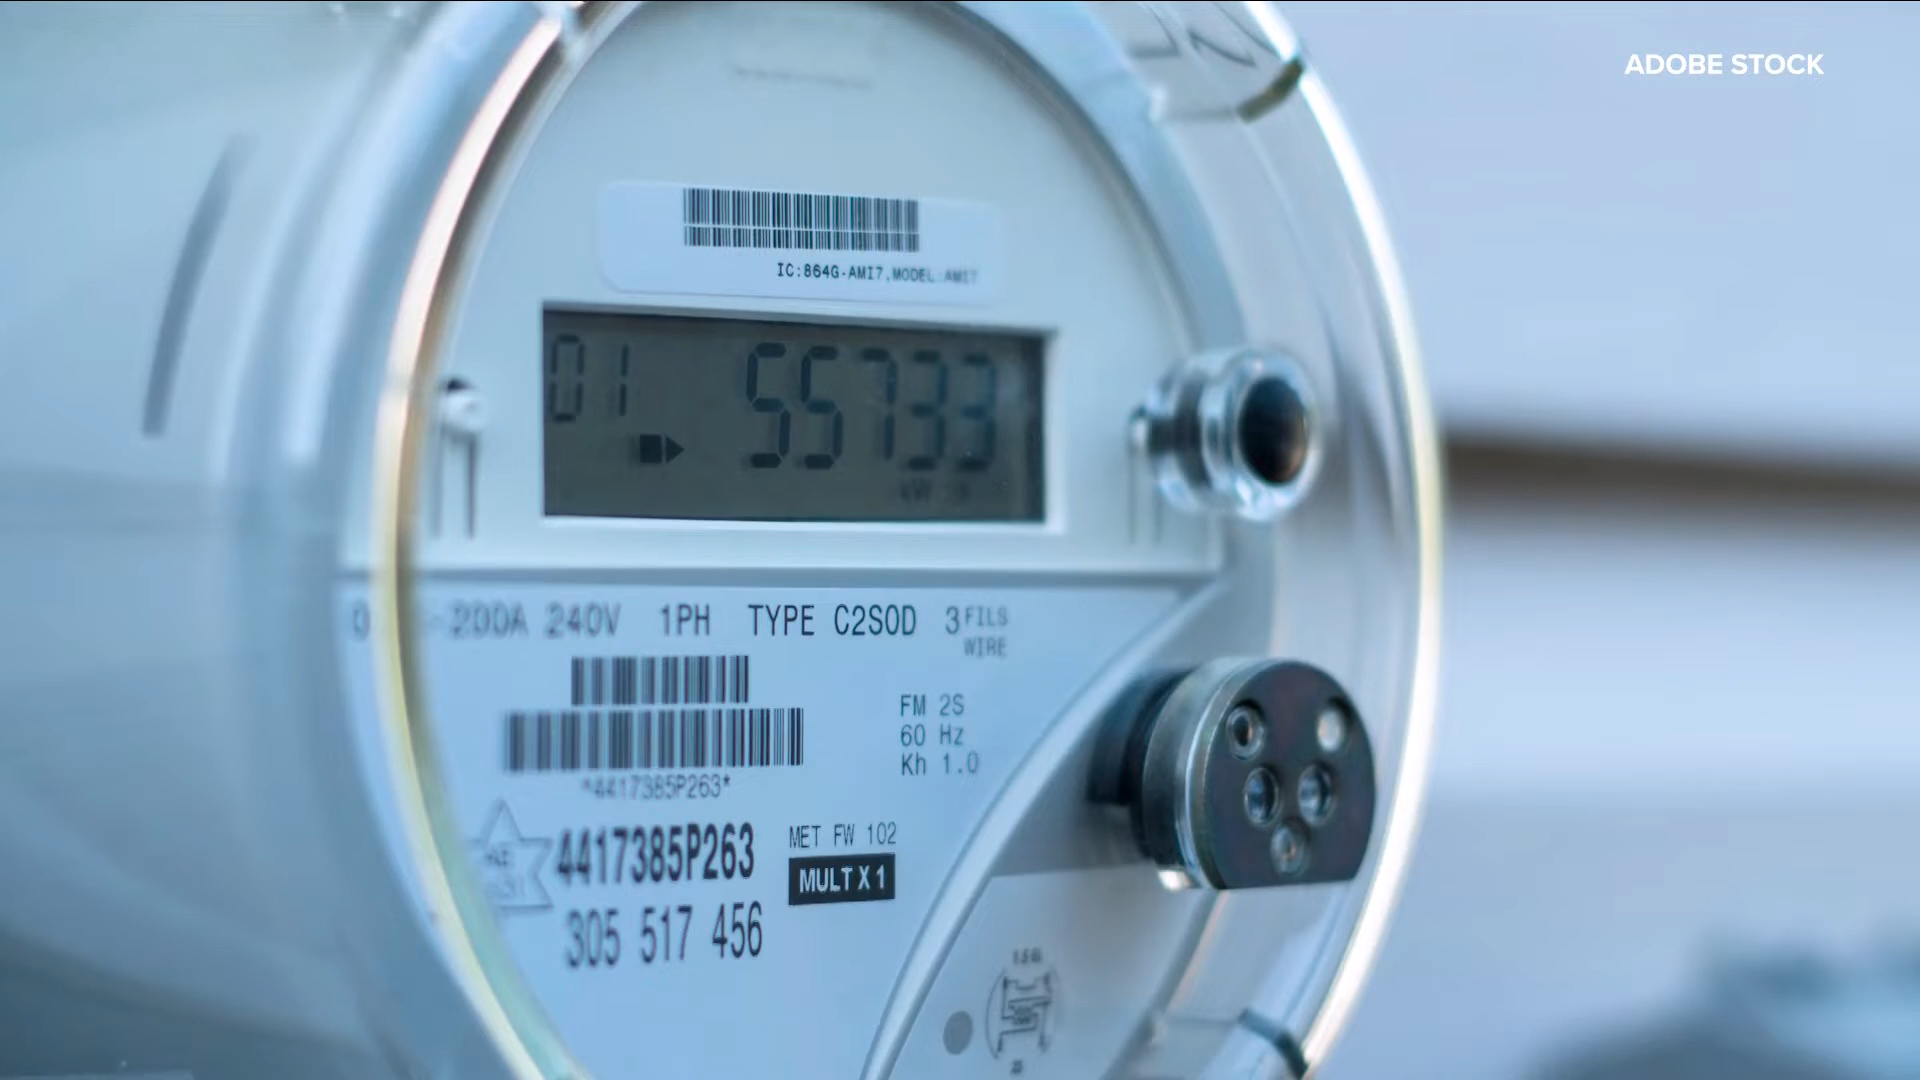 ADOBE STOCK
IC:864G-AMI7,MODEL:AMI7
01 55733
200A 240V 1PH TYPE C2SOD 3 FILS
WIRE
FM 2S
60 Hz
Kh 1.0
*4417385P263*
4417385P263
MET FW 102
MULT X 1
305 517 456